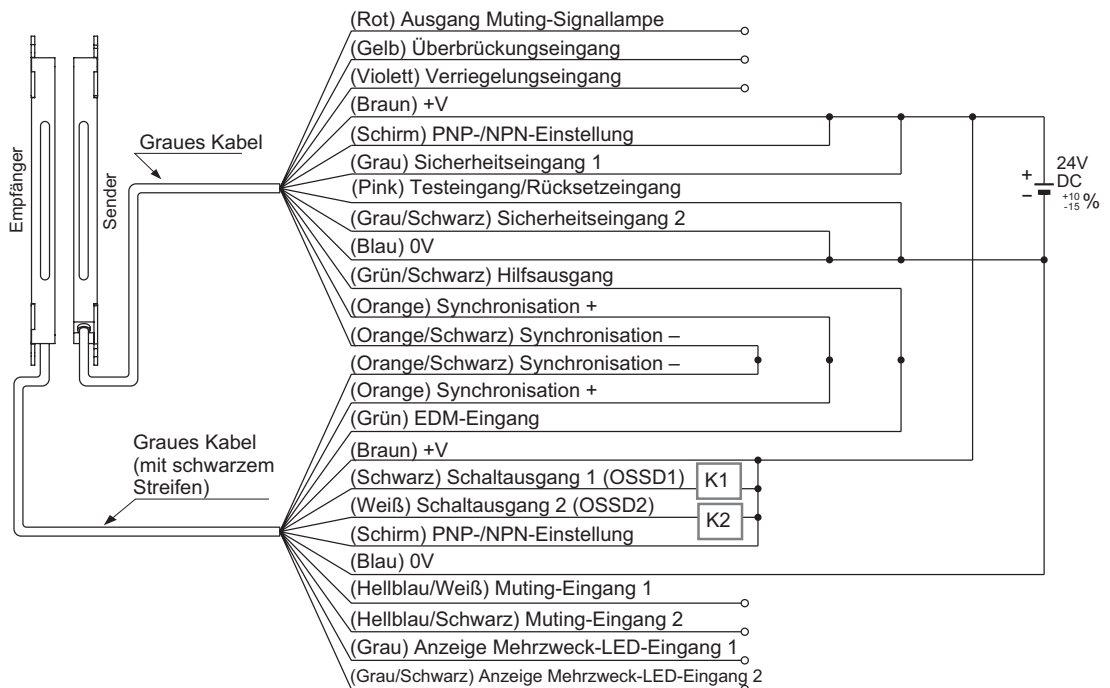 (Rot) Ausgang Muting-Signallampe
(Gelb) Überbrückungseingang
(Violett) Verriegelungseingang
(Braun) +V
(Schirm) PNP-/NPN-Einstellung
(Grau) Sicherheitseingang 1
(Pink) Testeingang/Rücksetzeingang
(Grau/Schwarz) Sicherheitseingang 2
(Blau) 0V
(Grün/Schwarz) Hilfsausgang
(Orange) Synchronisation +
(Orange/Schwarz) Synchronisation –
(Orange/Schwarz) Synchronisation –
(Orange) Synchronisation +
(Grün) EDM-Eingang
(Braun) +V
(Schwarz) Schaltausgang 1 (OSSD1)
K1
(Weiß) Schaltausgang 2 (OSSD2)
K2
(Schirm) PNP-/NPN-Einstellung
(Blau) 0V
(Hellblau/Weiß) Muting-Eingang 1
(Hellblau/Schwarz) Muting-Eingang 2
(Grau) Anzeige Mehrzweck-LED-Eingang 1
(Grau/Schwarz) Anzeige Mehrzweck-LED-Eingang 2
Empfänger
Sender
Graues Kabel
Graues Kabel
(mit schwarzem
Streifen)
24V
DC
+
–
+10
-15 %